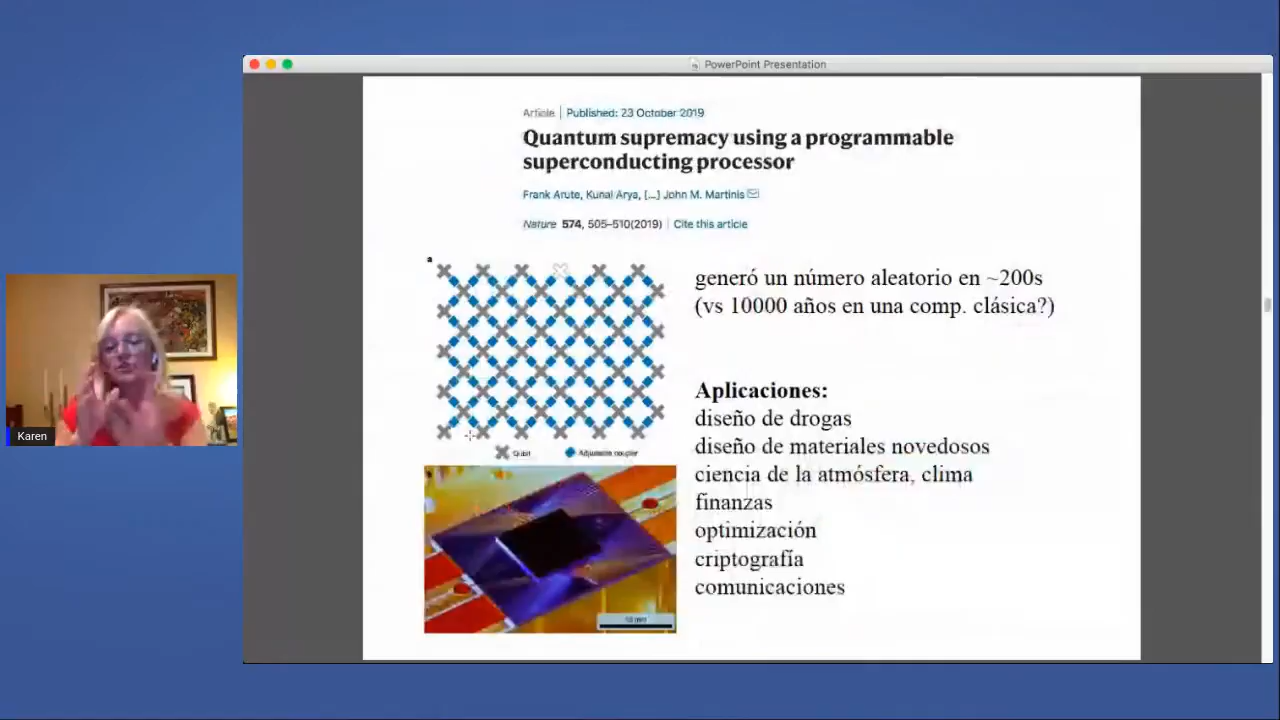 PowerPoint Presentation
Article | Published: 23 October 2019
Quantum supremacy using a programmable
superconducting processor
Frank Arute, Kunal Arya, [...] John M. Martinis
Nature 574, 505–510(2019) | Cite this article
a
generó un número aleatorio en ~200s
(vs 10000 años en una comp. clásica?)
Aplicaciones:
diseño de drogas
diseño de materiales novedosos
ciencia de la atmósfera, clima
finanzas
optimización
criptografía
comunicaciones
Qubit
Adjustable coupler
10 mm
Karen